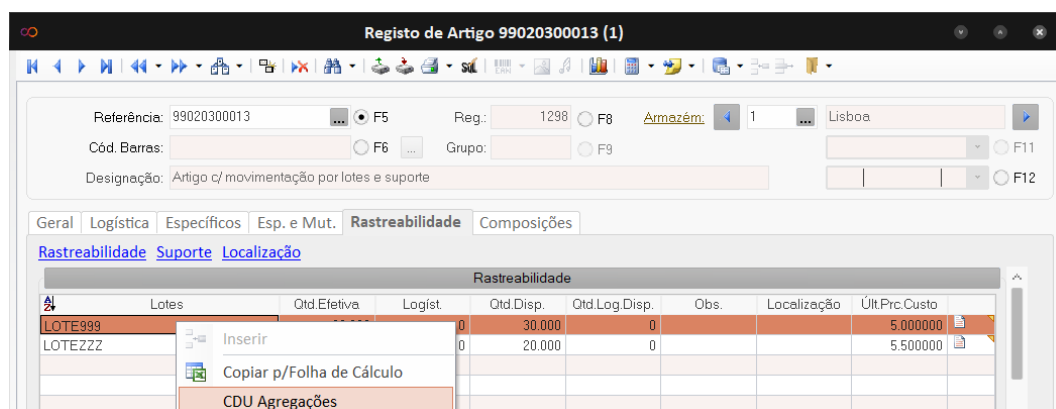 Registo de Artigo 99020300013 (1)
SQL
Referência: 99020300013 ... F5 Reg.: 1298 F8 Armazém: 1 ... Lisboa
Cód. Barras: F6 ... Grupo: F9 F11
Designação: Artigo c/ movimentação por lotes e suporte F12
Geral Logística Específicos Esp. e Mut. Rastreabilidade Composições
Rastreabilidade Suporte Localização
Rastreabilidade
Lotes Qtd.Efetiva Logíst. Qtd.Disp. Qtd.Log.Disp. Obs. Localização Últ.Prc.Custo
LOTE999 0 30.000 0 5.000000
LOTEZZZ 0 20.000 0 5.500000
Inserir
Copiar p/Folha de Cálculo
CDU Agregações